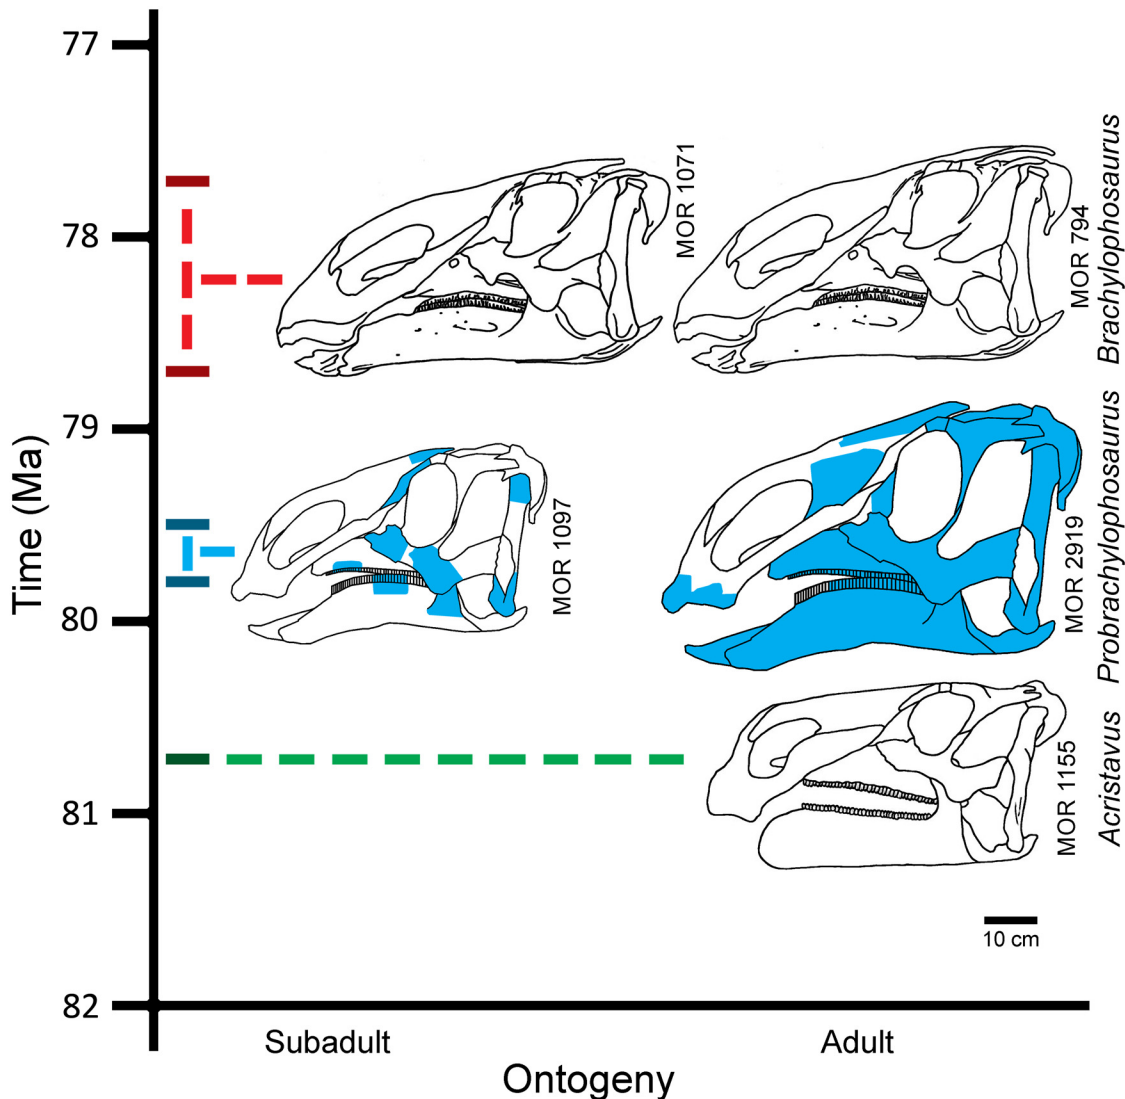 77
78
79
80
81
82
Time (Ma)
MOR 1071
MOR 794
Brachylophosaurus
MOR 1097
MOR 2919
Probrachylophosaurus
MOR 1155
Acristavus
10 cm
Subadult
Adult
Ontogeny